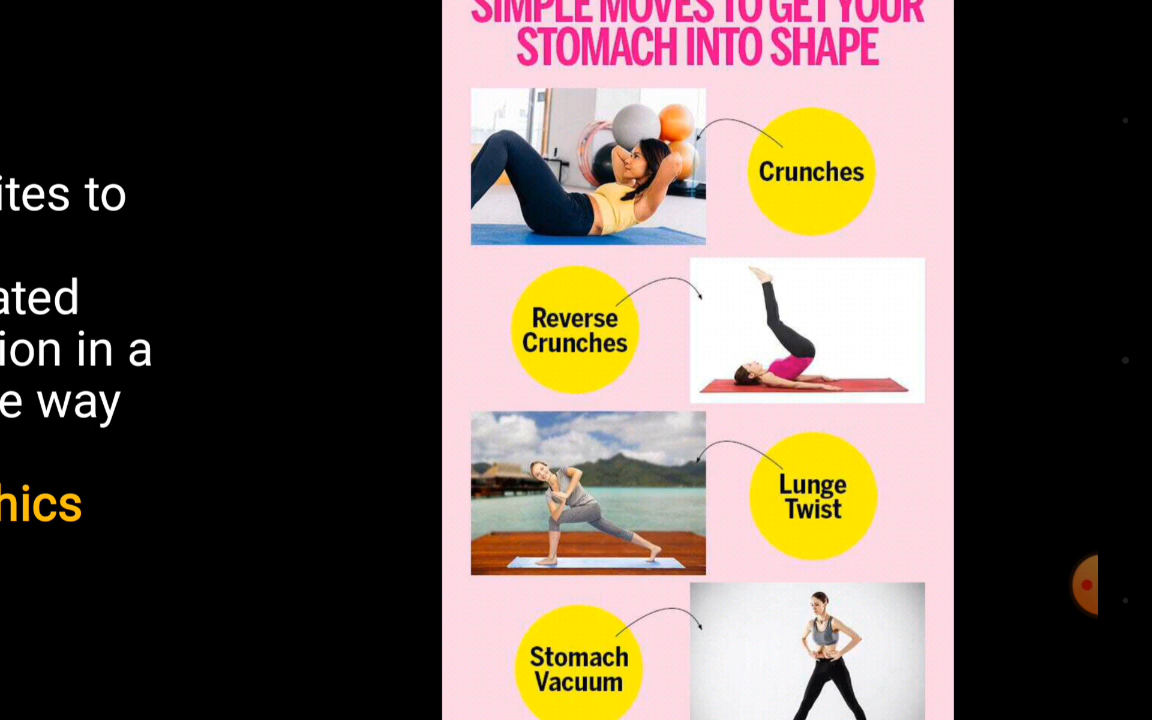 ites to
ated
ion in a
e way
hics
SIMPLE MOVES TO GET YOUR
STOMACH INTO SHAPE
Crunches
Reverse
Crunches
Lunge
Twist
Stomach
Vacuum